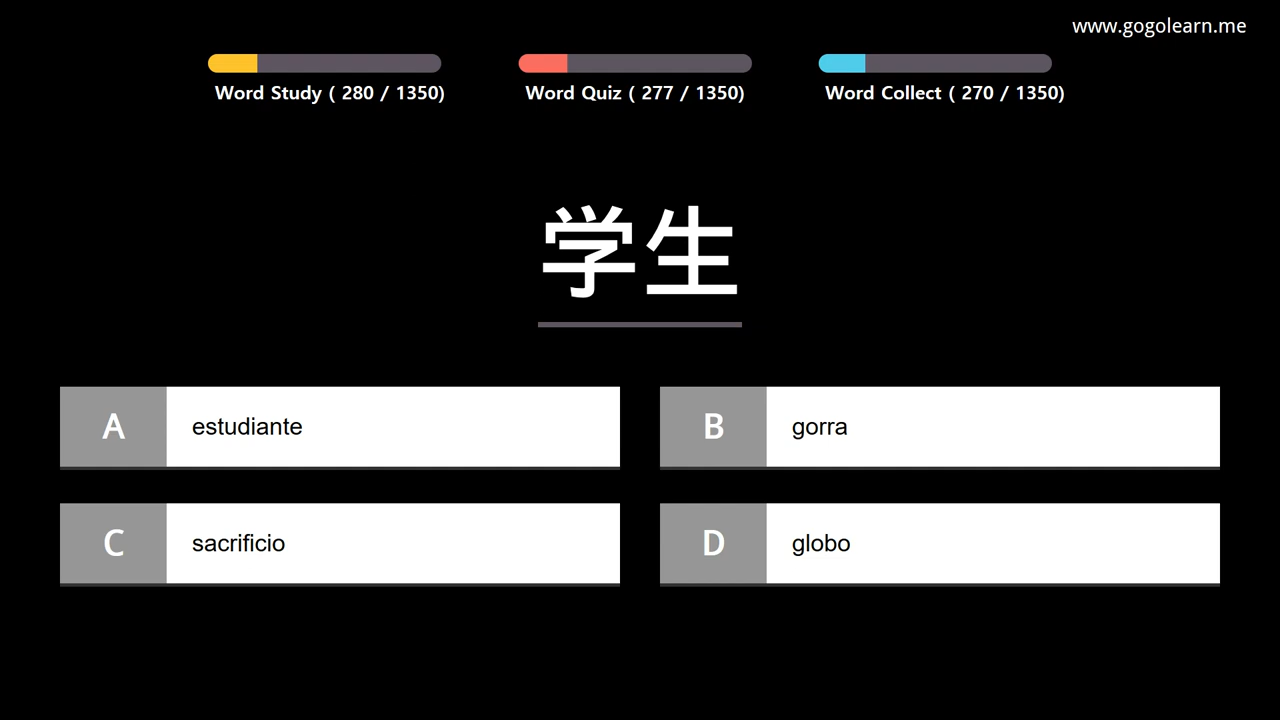 www.gogolearn.me
Word Study ( 280 / 1350)
Word Quiz ( 277 / 1350)
Word Collect ( 270 / 1350)
学生
A estudiante
B gorra
C sacrificio
D globo